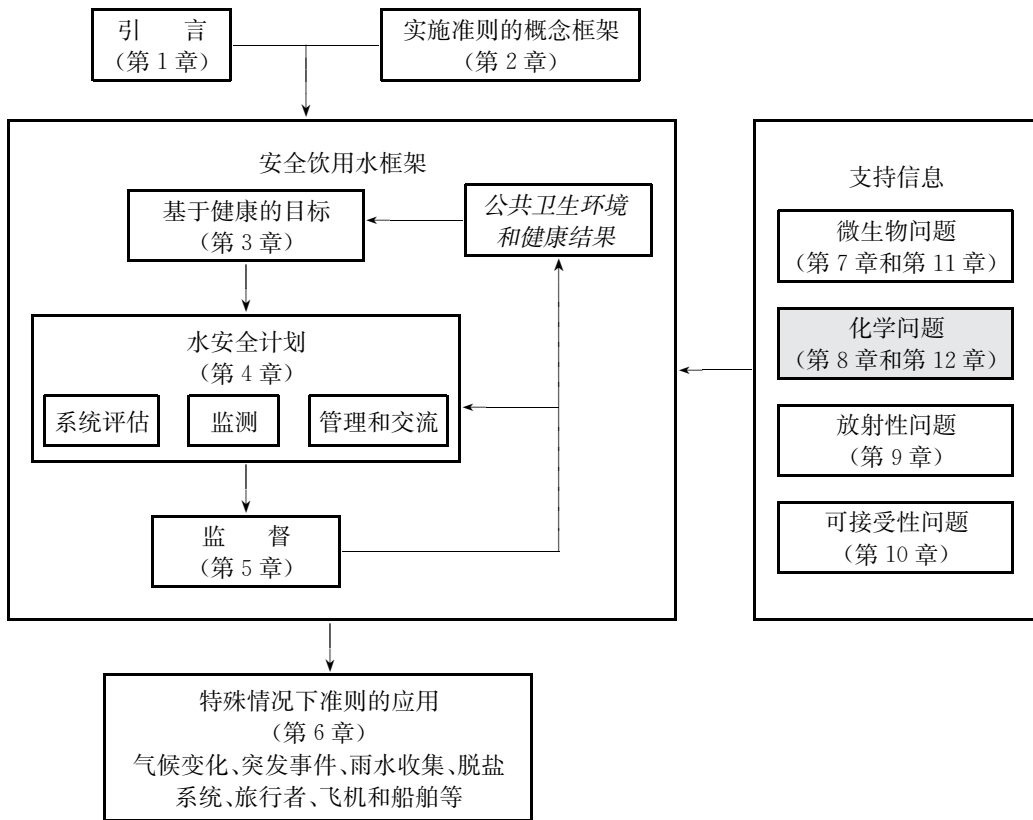 引　　言
（第 1 章）
实施准则的概念框架
（第 2 章）
安全饮用水框架
基于健康的目标
（第 3 章）
公共卫生环境
和健康结果
水安全计划
（第 4 章）
系统评估
监测
管理和交流
监　　督
（第 5 章）
支持信息
微生物问题
（第 7 章和第 11 章）
化学问题
（第 8 章和第 12 章）
放射性问题
（第 9 章）
可接受性问题
（第 10 章）
特殊情况下准则的应用
（第 6 章）
气候变化、突发事件、雨水收集、脱盐
系统、旅行者、飞机和船舶等